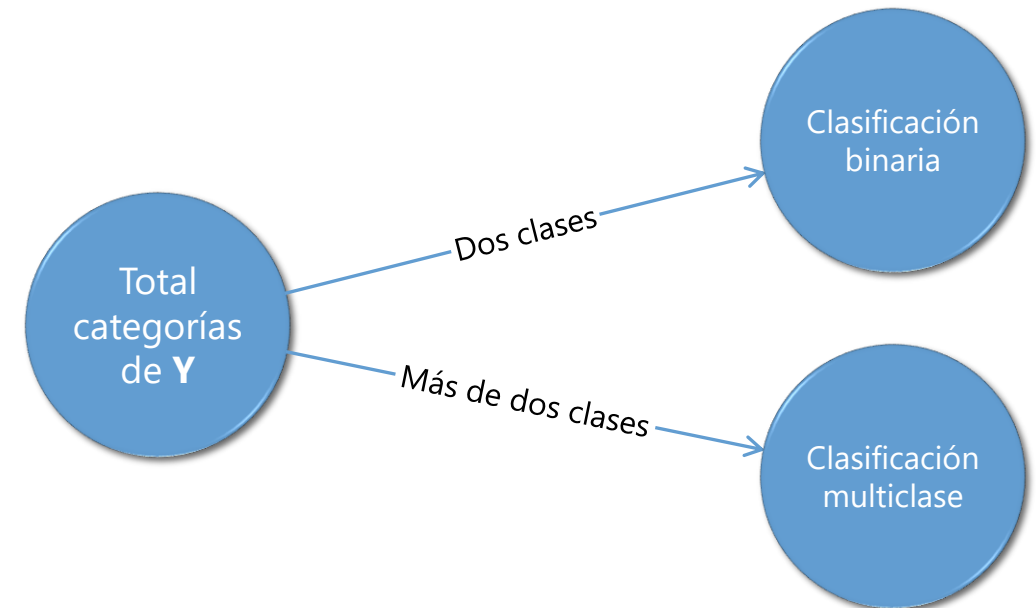 Total
categorías
de Y
Dos clases
Más de dos clases
Clasificación
binaria
Clasificación
multiclase